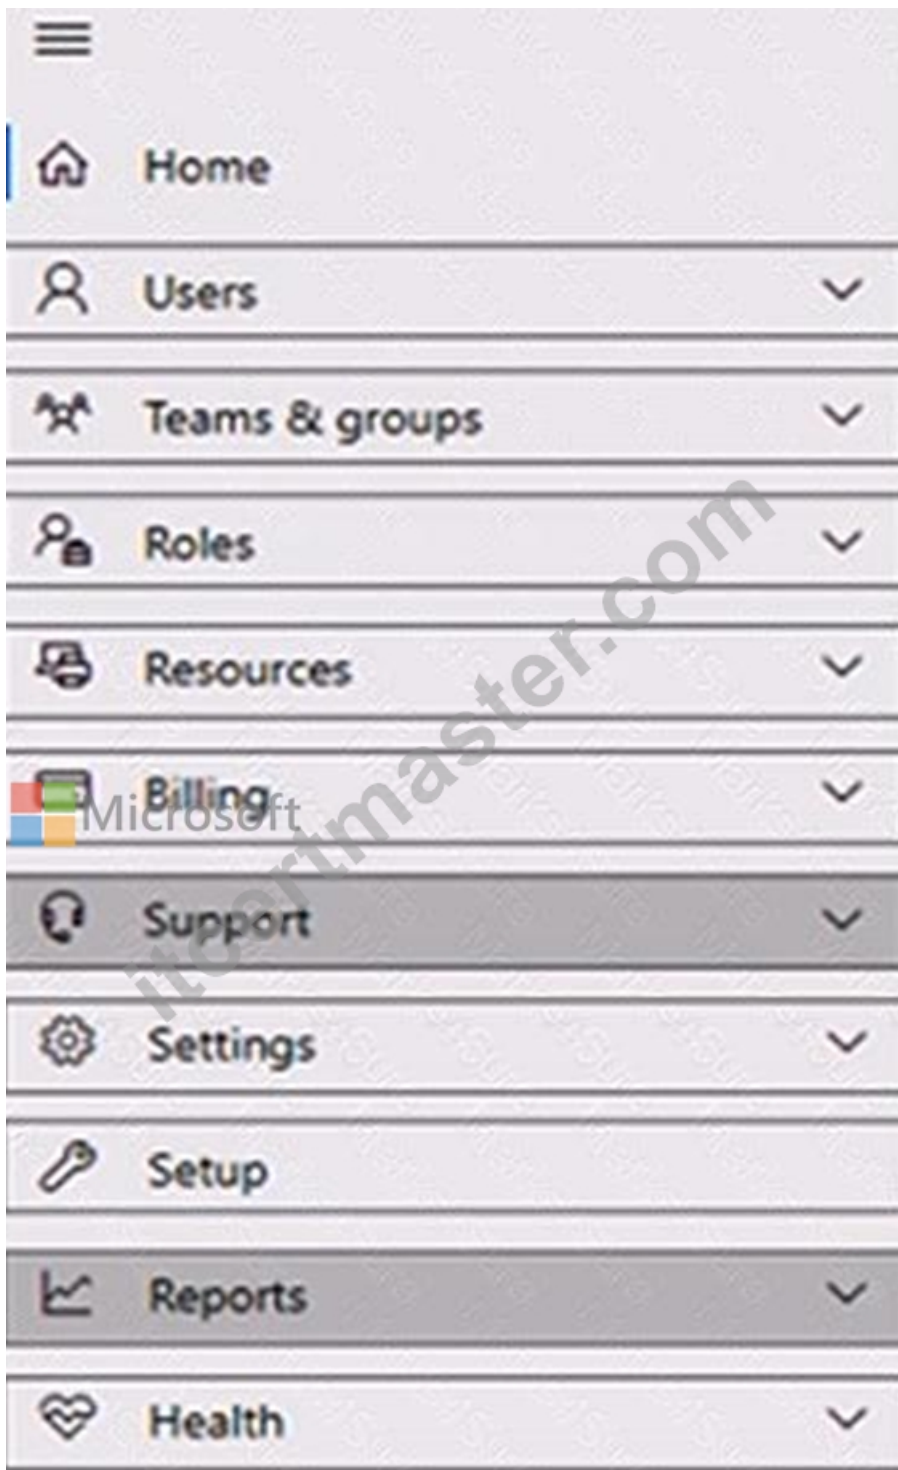 Home
Users
Teams & groups
Roles
Resources
Billing
Microsoft
Support
Settings
Setup
Reports
Health
itcertmaster.com